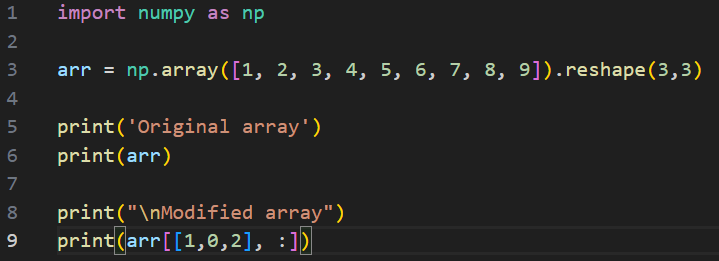 1 import numpy as np
2
3 arr = np.array([1, 2, 3, 4, 5, 6, 7, 8, 9]).reshape(3,3)
4
5 print('Original array')
6 print(arr)
7
8 print("\nModified array")
9 print(arr[[1,0,2], :])